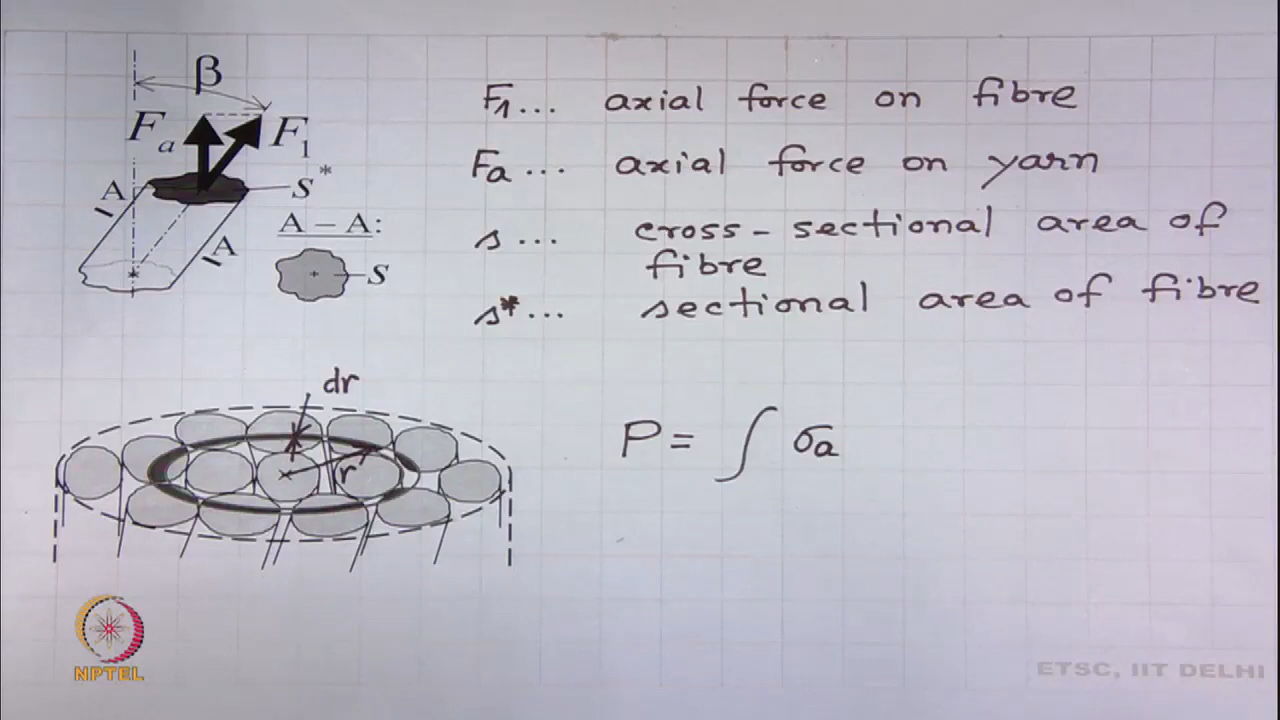 β
Fa F1
A S*
A – A:
A S
F1... axial force on fibre
Fa... axial force on yarn
s... cross-sectional area of
fibre
s*... sectional area of fibre
dr
r
P = ∫ σa
NPTEL
ETSC, IIT DELHI